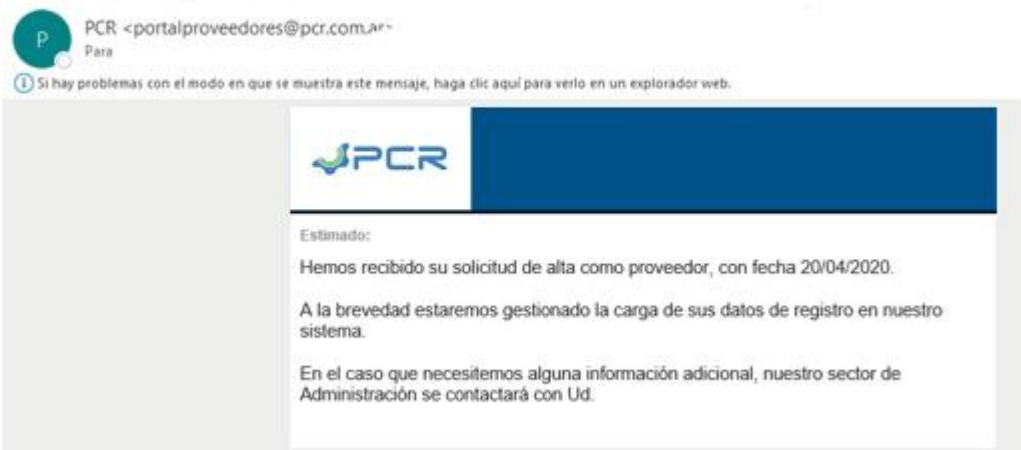 P
PCR <portalproveedores@pcr.com.ar>
Para
Si hay problemas con el modo en que se muestra este mensaje, haga clic aquí para verlo en un explorador web.
PCR
Estimado:
Hemos recibido su solicitud de alta como proveedor, con fecha 20/04/2020.
A la brevedad estaremos gestionado la carga de sus datos de registro en nuestro
sistema.
En el caso que necesitemos alguna información adicional, nuestro sector de
Administración se contactará con Ud.